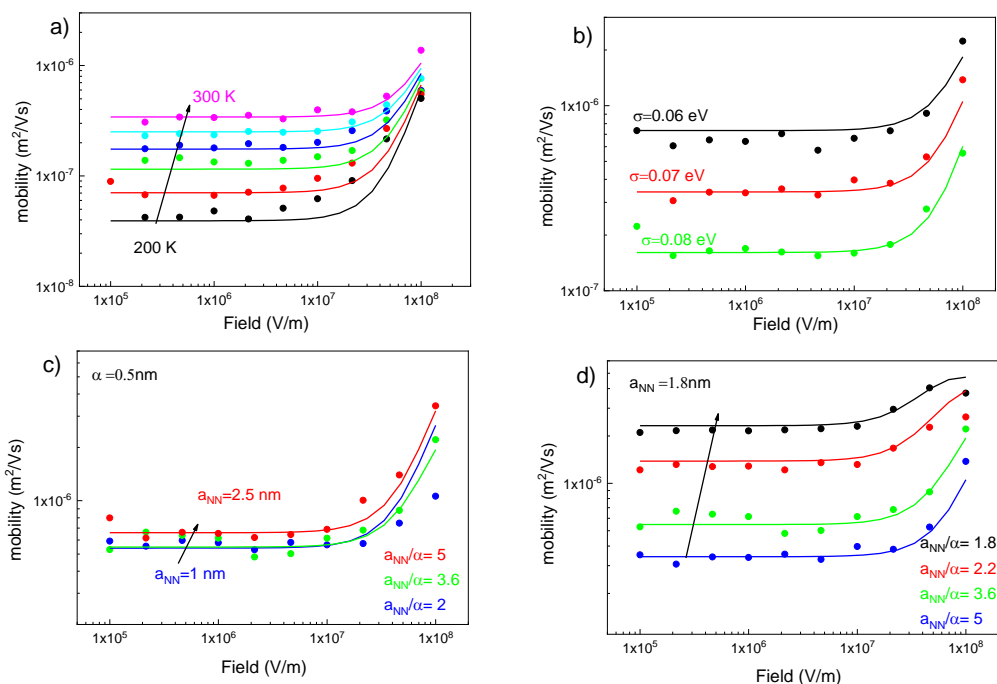 a)
mobility (m²/Vs)
1x10⁻⁶
1x10⁻⁷
1x10⁻⁸
300 K
200 K
1x10⁵ 1x10⁶ 1x10⁷ 1x10⁸
Field (V/m)
b)
mobility (m²/Vs)
1x10⁻⁶
1x10⁻⁷
σ=0.06 eV
σ=0.07 eV
σ=0.08 eV
1x10⁵ 1x10⁶ 1x10⁷ 1x10⁸
Field (V/m)
c)
α =0.5nm
mobility (m²/Vs)
1x10⁻⁶
a_NN=2.5 nm
a_NN=1 nm
a_NN/α= 5
a_NN/α= 3.6
a_NN/α= 2
1x10⁵ 1x10⁶ 1x10⁷ 1x10⁸
Field (V/m)
d)
a_NN =1.8nm
mobility (m²/Vs)
1x10⁻⁶
a_NN/α= 1.8
a_NN/α= 2.2
a_NN/α= 3.6
a_NN/α= 5
1x10⁵ 1x10⁶ 1x10⁷ 1x10⁸
Field (V/m)